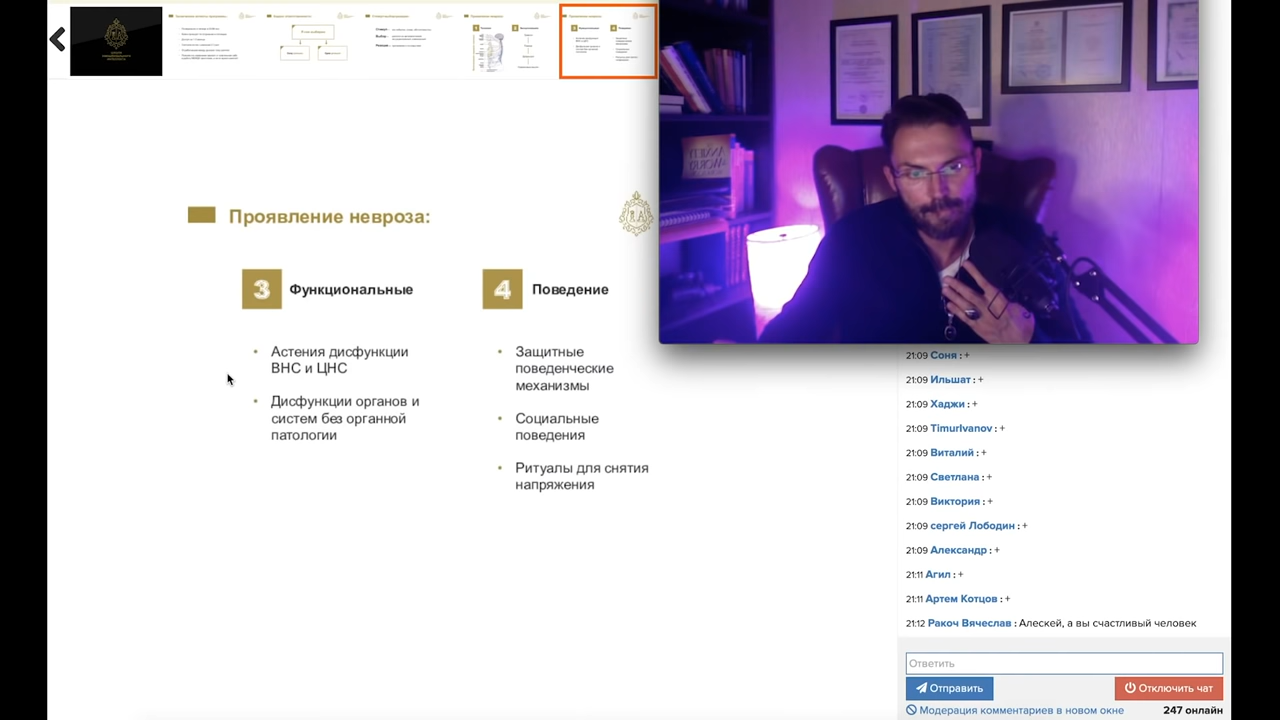 Проявление невроза:
3 Функциональные
Астения дисфункции
ВНС и ЦНС
Дисфункции органов и
систем без органной
патологии
4 Поведение
Защитные
поведенческие
механизмы
Социальные
поведения
Ритуалы для снятия
напряжения
21:09 Соня : +
21:09 Ильшат : +
21:09 Хаджи : +
21:09 TimurIvanov : +
21:09 Виталий : +
21:09 Светлана : +
21:09 Виктория : +
21:09 сергей Лободин : +
21:09 Александр : +
21:11 Агил : +
21:11 Артем Котцов : +
21:12 Ракоч Вячеслав : Алескей, а вы счастливый человек
Ответить
Отправить
Отключить чат
Модерация комментариев в новом окне
247 онлайн